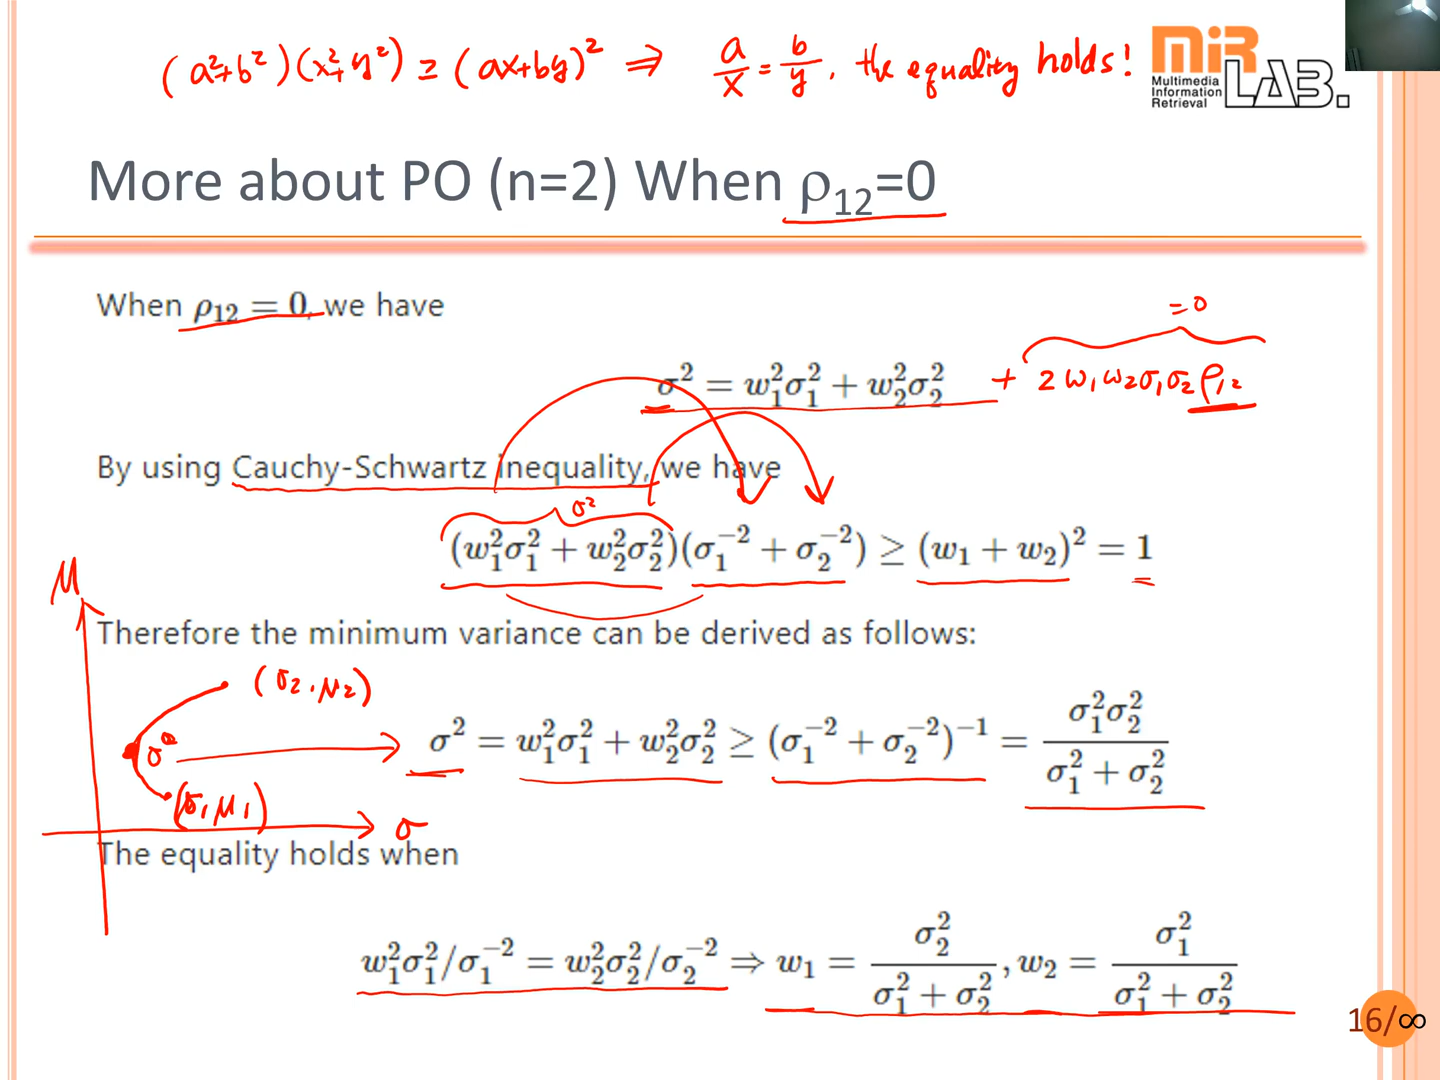 (a²+b²)(x²+y²) ≥ (ax+by)² ⇒ a/x = b/y, the equality holds!
MIR LAB.
Multimedia
Information
Retrieval
More about PO (n=2) When ρ₁₂=0
When ρ₁₂ = 0, we have
=0
σ² = w₁²σ₁² + w₂²σ₂² + 2w₁w₂σ₁σ₂ρ₁₂
By using Cauchy-Schwartz inequality, we have
σ²
(w₁²σ₁² + w₂²σ₂²)(σ₁⁻² + σ₂⁻²) ≥ (w₁ + w₂)² = 1
μ
Therefore the minimum variance can be derived as follows:
(σ₂, μ₂)
σ² = w₁²σ₁² + w₂²σ₂² ≥ (σ₁⁻² + σ₂⁻²)⁻¹ = σ₁²σ₂² / (σ₁² + σ₂²)
(σ₁, μ₁)
σ
The equality holds when
w₁²σ₁²/σ₁⁻² = w₂²σ₂²/σ₂⁻² ⇒ w₁ = σ₂² / (σ₁² + σ₂²), w₂ = σ₁² / (σ₁² + σ₂²)
16/∞